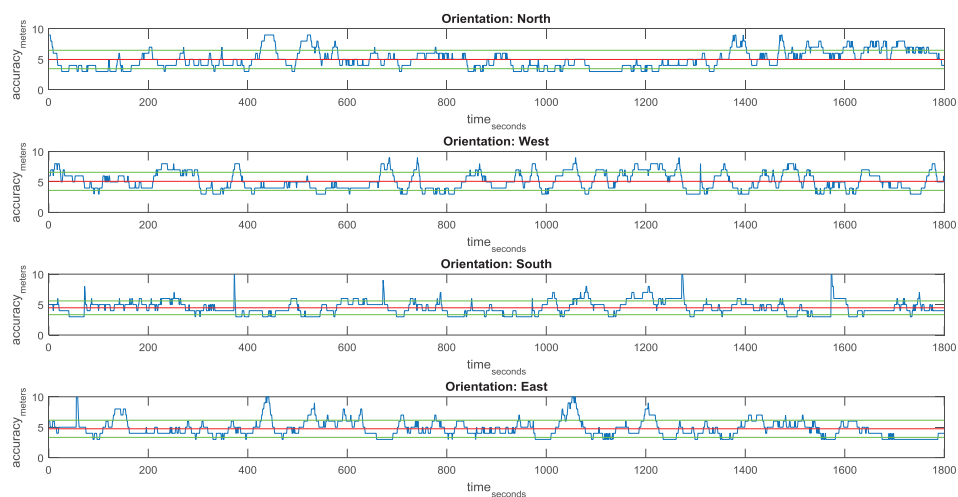 Orientation: North
accuracy meters
10
5
0
0 200 400 600 800 1000 1200 1400 1600 1800
time seconds
Orientation: West
accuracy meters
10
5
0
0 200 400 600 800 1000 1200 1400 1600 1800
time seconds
Orientation: South
accuracy meters
10
5
0
0 200 400 600 800 1000 1200 1400 1600 1800
time seconds
Orientation: East
accuracy meters
10
5
0
0 200 400 600 800 1000 1200 1400 1600 1800
time seconds